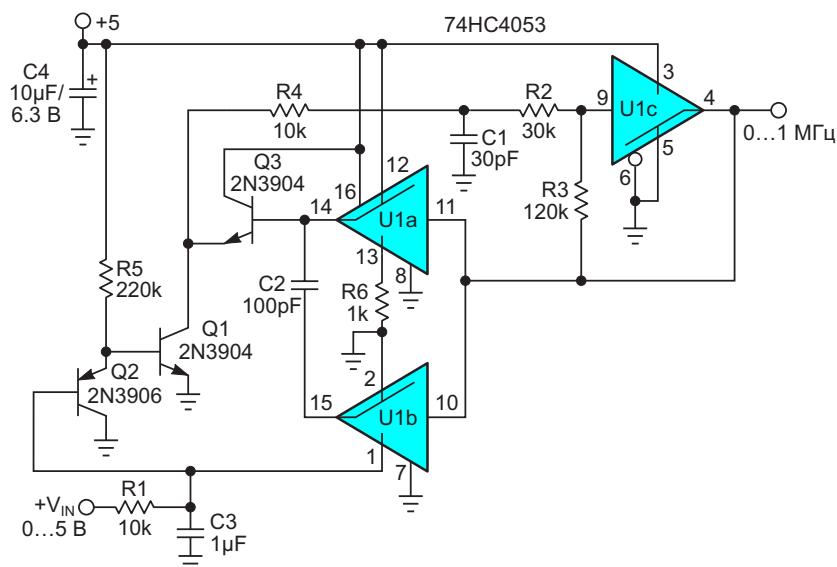 +5
74HC4053
C4
10µF/
6.3 В
+
R4
10k
R2
30k
9
U1c
3
4
5
6
0...1 МГц
C1
30pF
Q3
2N3904
12
16
14
U1a
11
13
8
R3
120k
R5
220k
C2
100pF
R6
1k
Q1
2N3904
Q2
2N3906
2
15
U1b
10
1
7
+VIN
0...5 В
R1
10k
C3
1µF